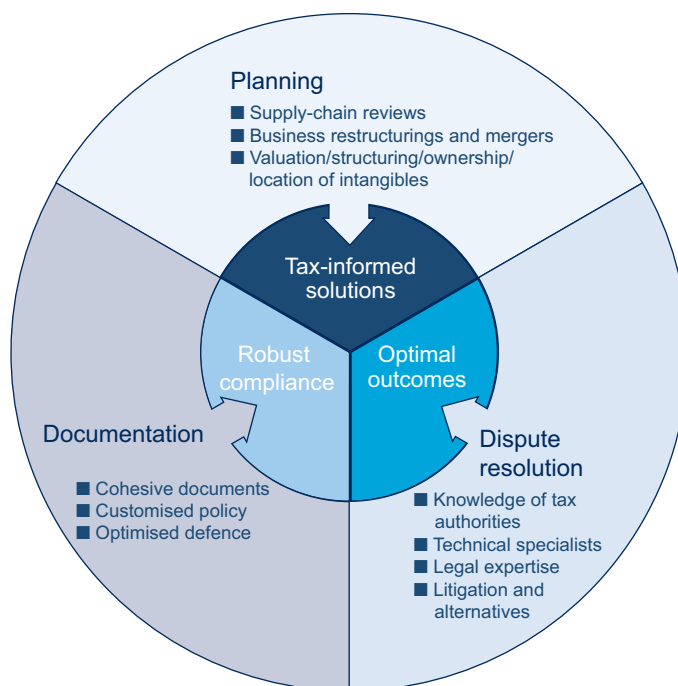 Planning
■ Supply-chain reviews
■ Business restructurings and mergers
■ Valuation/structuring/ownership/
location of intangibles
Tax-informed
solutions
Robust
compliance
Optimal
outcomes
Documentation
■ Cohesive documents
■ Customised policy
■ Optimised defence
Dispute
resolution
■ Knowledge of tax
authorities
■ Technical specialists
■ Legal expertise
■ Litigation and
alternatives